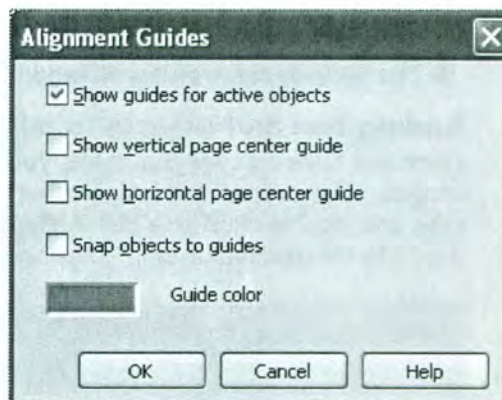 Alignment Guides
Show guides for active objects
Show vertical page center guide
Show horizontal page center guide
Snap objects to guides
Guide color
OK Cancel Help